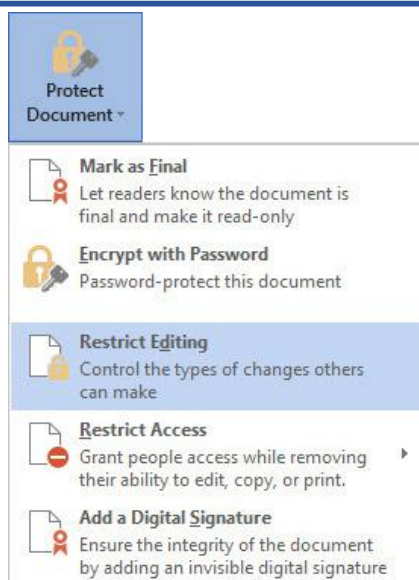 Protect
Document
Mark as Final
Let readers know the document is
final and make it read-only
Encrypt with Password
Password-protect this document
Restrict Editing
Control the types of changes others
can make
Restrict Access
Grant people access while removing
their ability to edit, copy, or print.
Add a Digital Signature
Ensure the integrity of the document
by adding an invisible digital signature